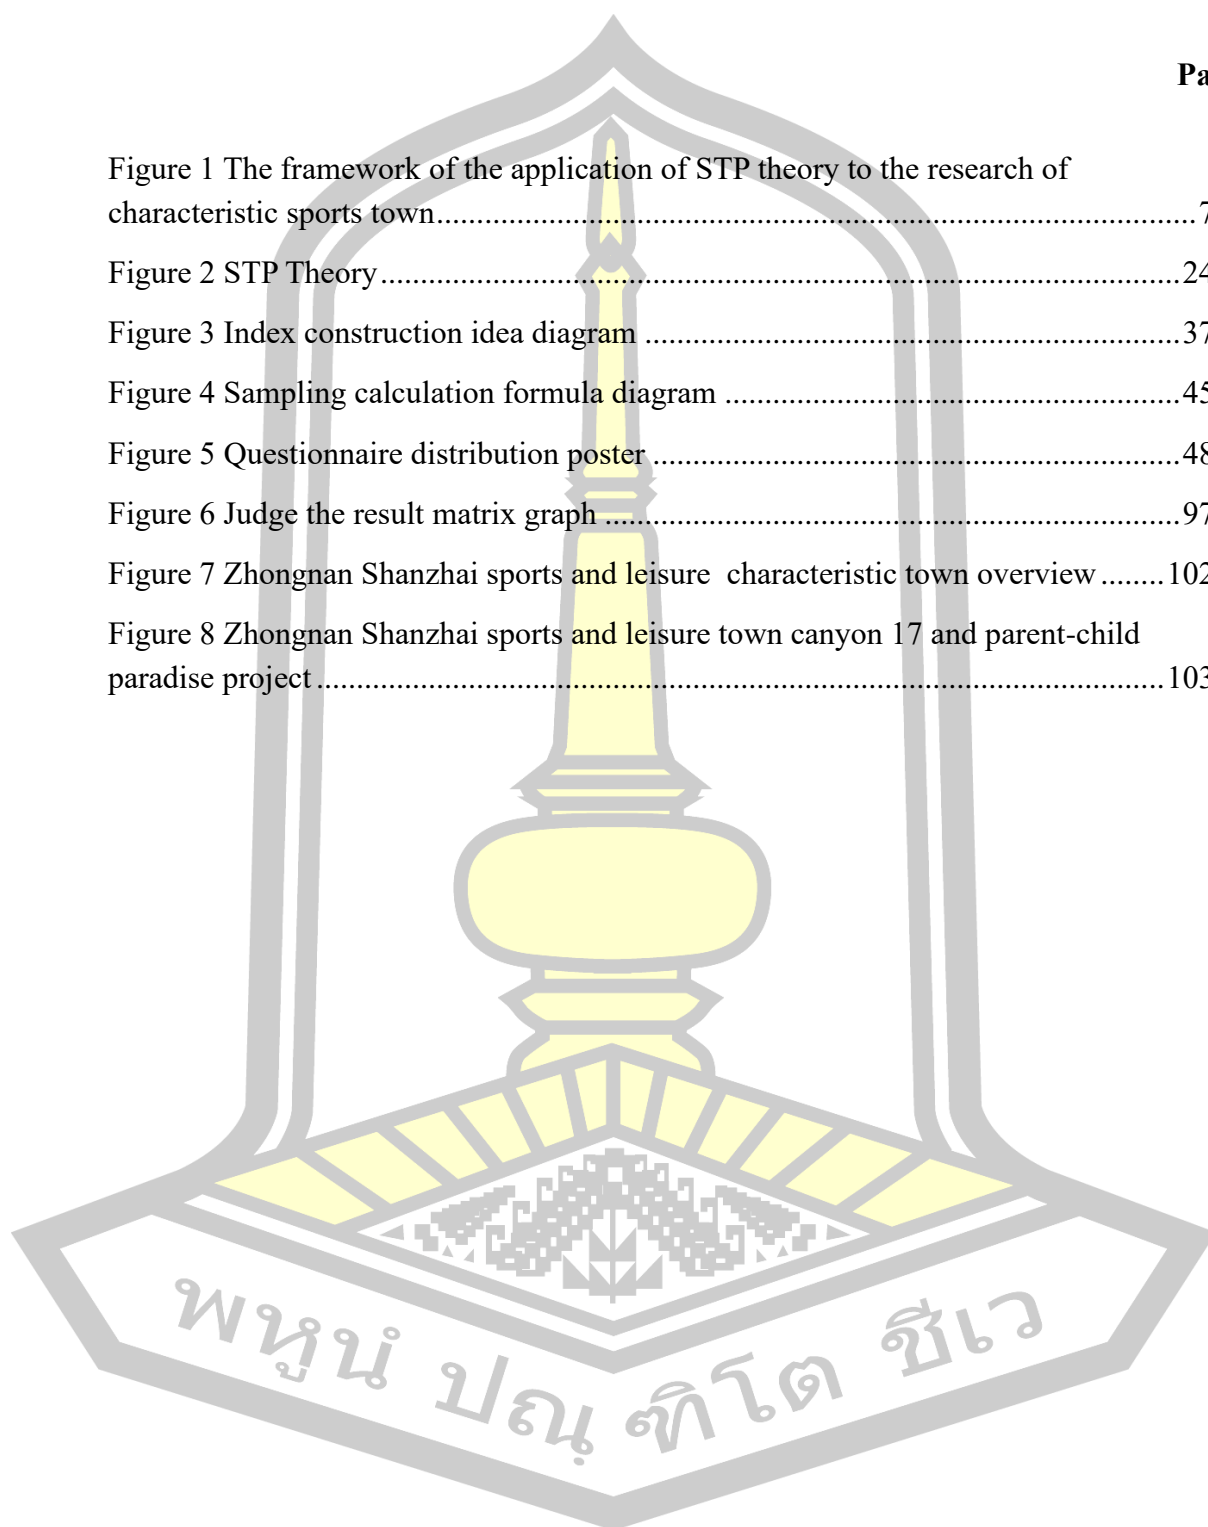 Pa
Figure 1 The framework of the application of STP theory to the research of
characteristic sports town...............................................................................................7
Figure 2 STP Theory....................................................................................................24
Figure 3 Index construction idea diagram ...................................................................37
Figure 4 Sampling calculation formula diagram .........................................................45
Figure 5 Questionnaire distribution poster ..................................................................48
Figure 6 Judge the result matrix graph ........................................................................97
Figure 7 Zhongnan Shanzhai sports and leisure  characteristic town overview ........102
Figure 8 Zhongnan Shanzhai sports and leisure town canyon 17 and parent-child
paradise project ..........................................................................................................103
พหูนํ ปณฺฑิโต ชีเว